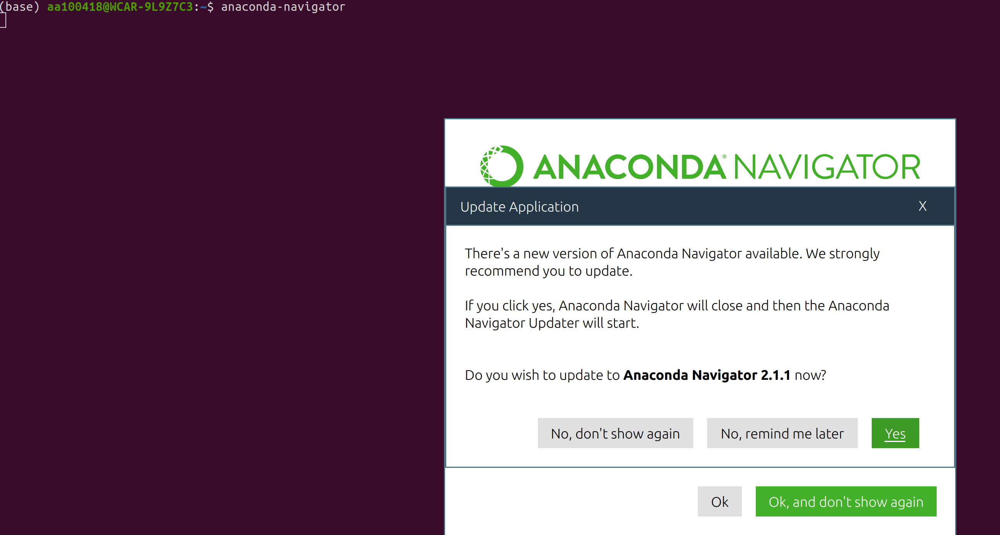 (base) aa100418@WCAR-9L9Z7C3:~$ anaconda-navigator
ANACONDA® NAVIGATOR
Update Application X
There's a new version of Anaconda Navigator available. We strongly
recommend you to update.
If you click yes, Anaconda Navigator will close and then the Anaconda
Navigator Updater will start.
Do you wish to update to Anaconda Navigator 2.1.1 now?
No, don't show again No, remind me later Yes
Ok Ok, and don't show again